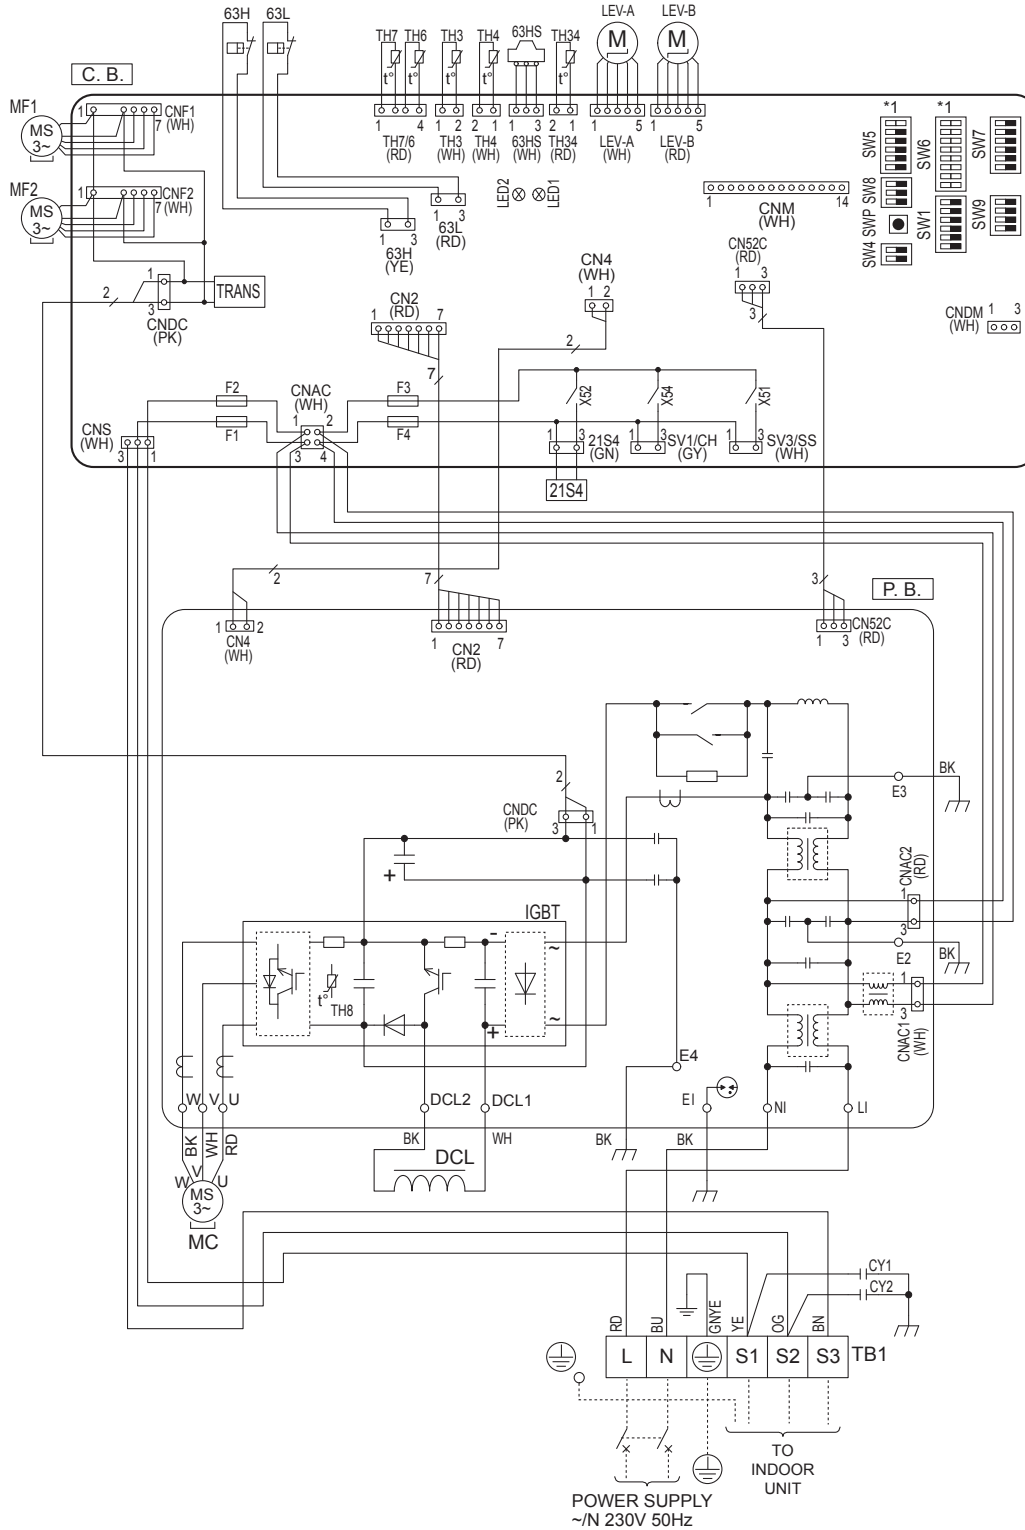 63H 63L
LEV-A LEV-B
TH7 TH6 TH3 TH4 63HS TH34
M M
t° t° t° t° t°
C. B.
MF1
MS
3~
1 7
CNF1
(WH)
MF2
MS
3~
1 7
CNF2
(WH)
1 4 1 2 2 1 1 3 2 1 1 5 1 5
TH7/6
(RD)
TH3
(WH)
TH4
(WH)
63HS
(WH)
TH34
(RD)
LEV-A
(WH)
LEV-B
(RD)
*1 *1
SW5 SW6 SW7
SW8
SWP
SW4
SW1
SW9
LED2 LED1
1 14
CNM
(WH)
1 3
63L
(RD)
1 3
63H
(YE)
CN52C
(RD)
1 3
3
CN4
(WH)
1 2
2
CN2
(RD)
1 7
7
2
1
3
TRANS
CNDC
(PK)
CNDM
(WH)
1 3
F2
F1
CNAC
(WH)
1 2
3 4
F3
F4
X52 X54 X51
CNS
(WH)
3 1
1 3
21S4
(GN)
1 3
SV1/CH
(GY)
1 3
SV3/SS
(WH)
21S4
2
7
3
P. B.
1 2
CN4
(WH)
1 7
CN2
(RD)
CN52C
1 3 (RD)
2
CNDC
(PK)
3 1
BK
E3
CNAC2
(RD)
1
3
E2
BK
CNAC1
(WH)
1
3
+
IGBT
-
~
+
~
t°
TH8
E4
W V U
DCL2
DCL1
E1
NI
LI
BK
WH
RD
BK
WH
BK
BK
DCL
W V U
MS
3~
MC
CY1
CY2
RD
BU
GNYE
YE
OG
BN
L N S1 S2 S3 TB1
TO
INDOOR
UNIT
POWER SUPPLY
~/N 230V 50Hz